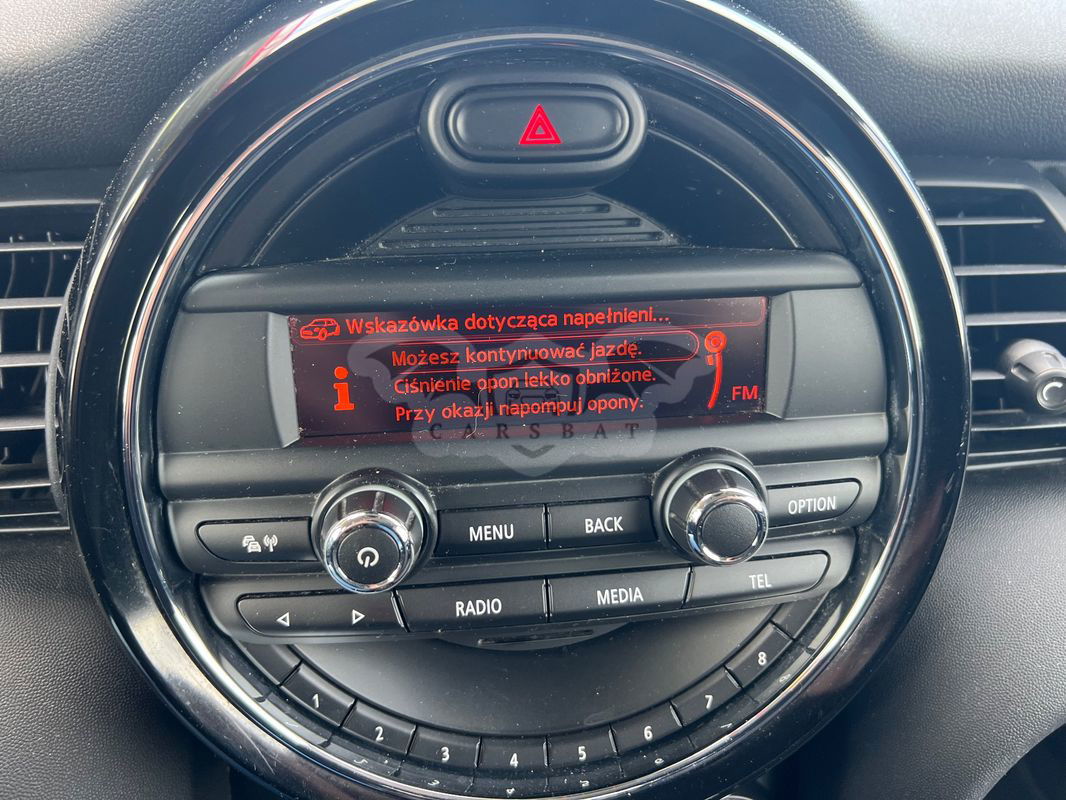 Wskazówka dotycząca napełnieni...
Możesz kontynuować jazdę.
Ciśnienie opon lekko obniżone.
Przy okazji napompuj opony.
FM
CARSBAT
MENU
BACK
OPTION
RADIO
MEDIA
TEL
1
2
3
4
5
6
7
8